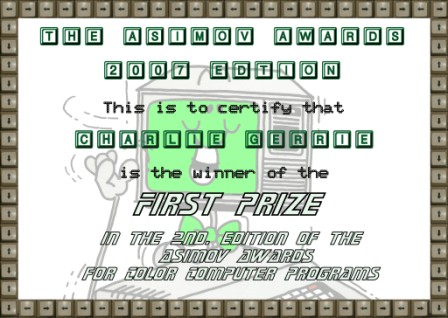 THE ASIMOV AWARDS
2007 EDITION
This is to certify that
CHARLIE GERRIE
is the winner of the
FIRST PRIZE
IN THE 2ND. EDITION OF THE
ASIMOV AWARDS
FOR COLOR COMPUTER PROGRAMS